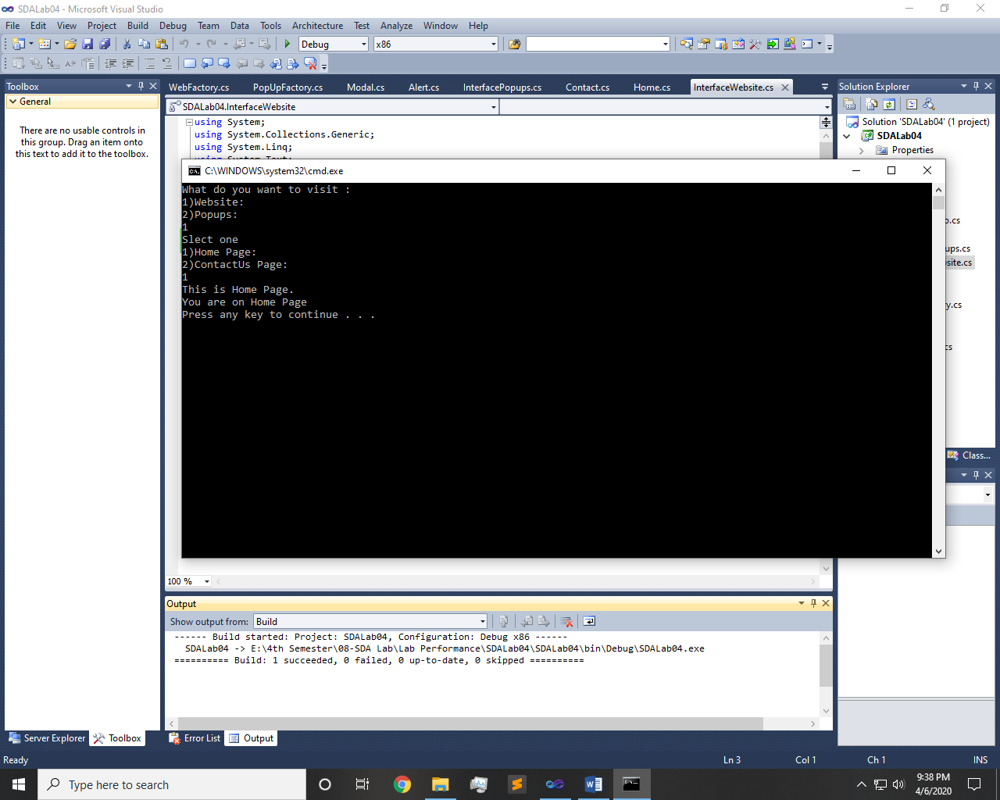 SDALab04 - Microsoft Visual Studio
File Edit View Project Build Debug Team Data Tools Architecture Test Analyze Window Help
Debug x86
Toolbox
General
There are no usable controls in
this group. Drag an item onto
this text to add it to the toolbox.
WebFactory.cs PopUpFactory.cs Modal.cs Alert.cs InterfacePopups.cs Contact.cs Home.cs InterfaceWebsite.cs
SDALab04.InterfaceWebsite
using System;
using System.Collections.Generic;
using System.Linq;
using System.Text;
C:\WINDOWS\system32\cmd.exe
What do you want to visit :
1)Website:
2)Popups:
1
Slect one
1)Home Page:
2)ContactUs Page:
1
This is Home Page.
You are on Home Page
Press any key to continue . . .
Solution Explorer
Solution 'SDALab04' (1 project)
SDALab04
Properties
.cs
ups.cs
site.cs
y.cs
cs
Class...
100 %
Output
Show output from: Build
------ Build started: Project: SDALab04, Configuration: Debug x86 ------
SDALab04 -> E:\4th Semester\08-SDA Lab\Lab Performance\SDALab04\SDALab04\bin\Debug\SDALab04.exe
========== Build: 1 succeeded, 0 failed, 0 up-to-date, 0 skipped ==========
Server Explorer Toolbox Error List Output
Ready Ln 3 Col 1 Ch 1 INS
Type here to search
9:38 PM
4/6/2020